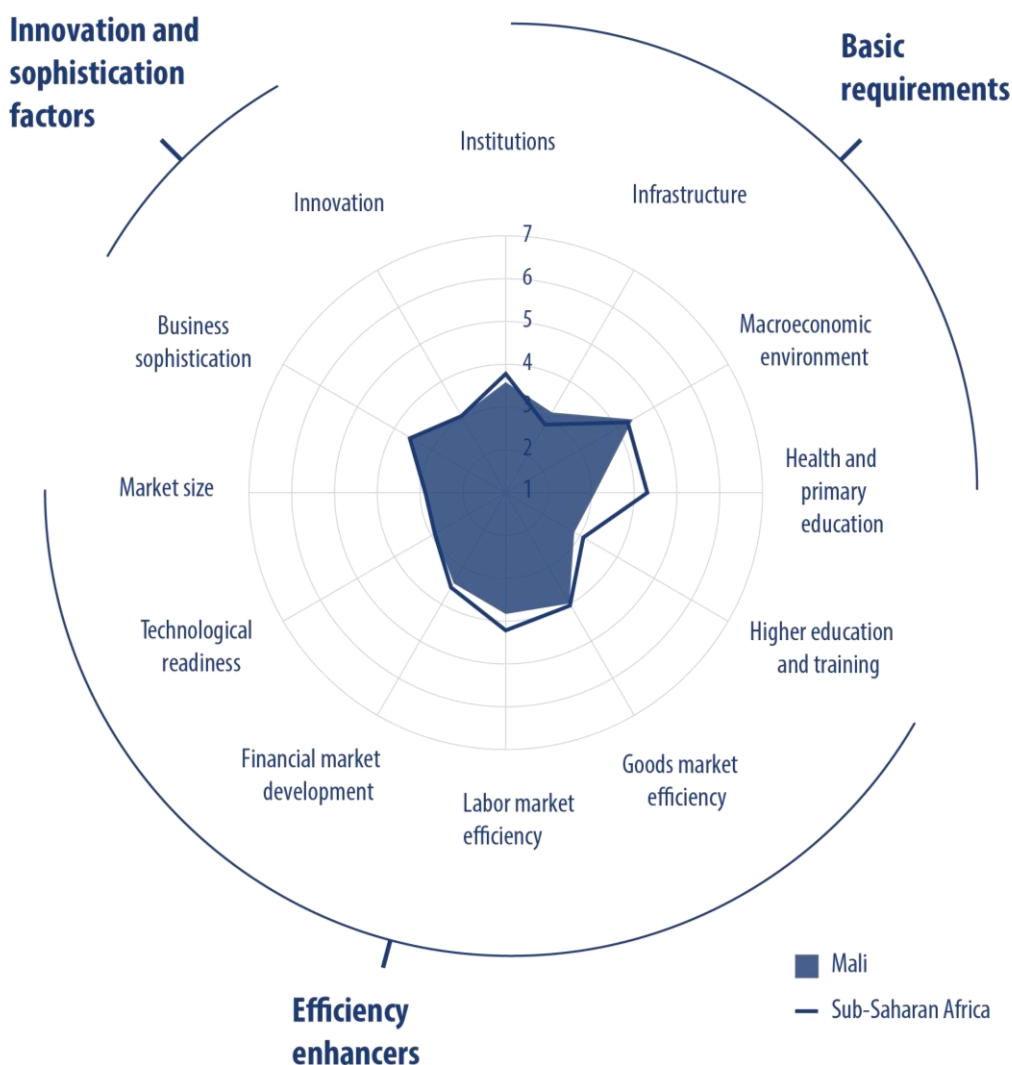 Innovation and
sophistication
factors
Basic
requirements
Institutions
Infrastructure
Innovation
7
6
5
4
3
2
1
Macroeconomic
environment
Business
sophistication
Health and
primary
education
Market size
Higher education
and training
Technological
readiness
Goods market
efficiency
Financial market
development
Labor market
efficiency
Efficiency
enhancers
Mali
Sub-Saharan Africa